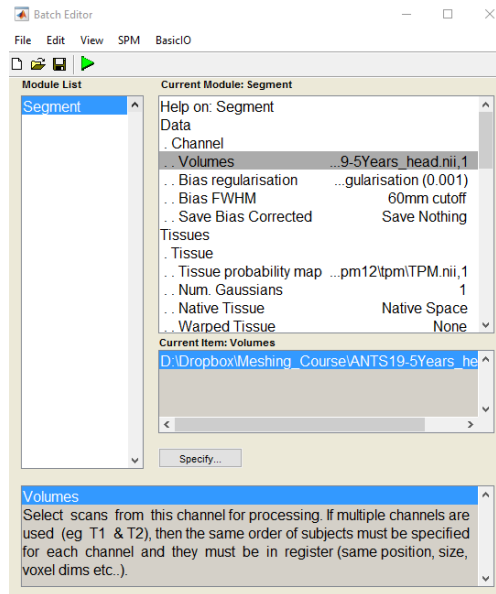 Batch Editor
File Edit View SPM BasicIO
Module List
Segment
Current Module: Segment
Help on: Segment
Data
. Channel
. . Volumes ...9-5Years_head.nii,1
. . Bias regularisation ...gularisation (0.001)
. . Bias FWHM 60mm cutoff
. . Save Bias Corrected Save Nothing
Tissues
. Tissue
. . Tissue probability map ...pm12\tpm\TPM.nii,1
. . Num. Gaussians 1
. . Native Tissue Native Space
. . Warped Tissue None
Current Item: Volumes
D:\Dropbox\Meshing_Course\ANTS19-5Years_he
Specify...
Volumes
Select scans from this channel for processing. If multiple channels are
used (eg T1 & T2), then the same order of subjects must be specified
for each channel and they must be in register (same position, size,
voxel dims etc..).